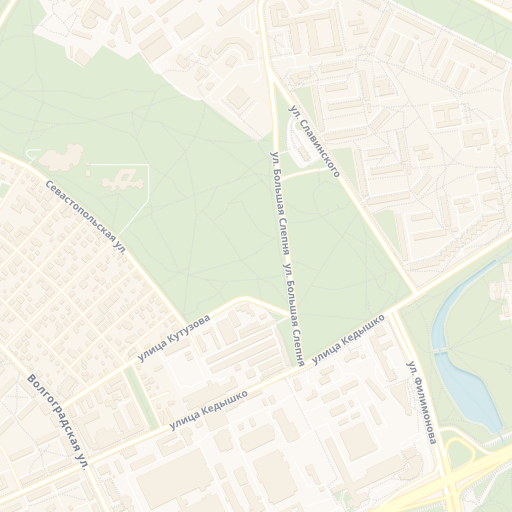 ул. Славинского
ул. Большая Слепня
Севастопольская ул.
ул. Большая Слепня
улица Кутузова
улица Кедышко
ул. Филимонова
Волгоградская ул.
улица Кедышко